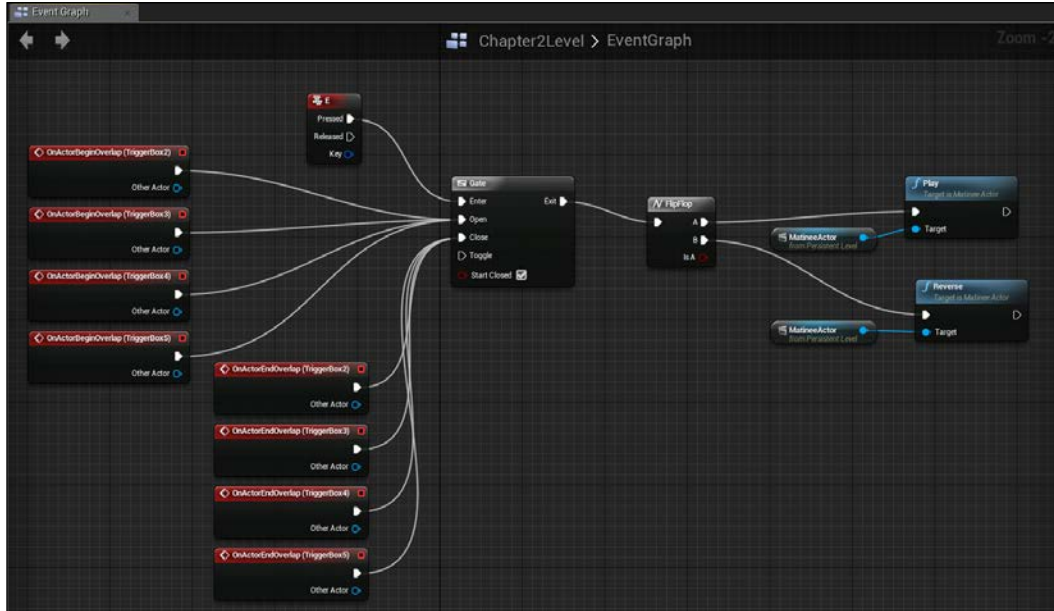 Event Graph
Chapter2Level > EventGraph
Zoom -2
E
Pressed
Released
Key
OnActorBeginOverlap (TriggerBox2)
Other Actor
OnActorBeginOverlap (TriggerBox3)
Other Actor
OnActorBeginOverlap (TriggerBox4)
Other Actor
OnActorBeginOverlap (TriggerBox5)
Other Actor
OnActorEndOverlap (TriggerBox2)
Other Actor
OnActorEndOverlap (TriggerBox3)
Other Actor
OnActorEndOverlap (TriggerBox4)
Other Actor
OnActorEndOverlap (TriggerBox5)
Other Actor
Gate
Enter Exit
Open
Close
Toggle
Start Closed
FlipFlop
A
B
Is A
MatineeActor
from Persistent Level
Play
Target is Matinee Actor
Target
MatineeActor
from Persistent Level
Reverse
Target is Matinee Actor
Target